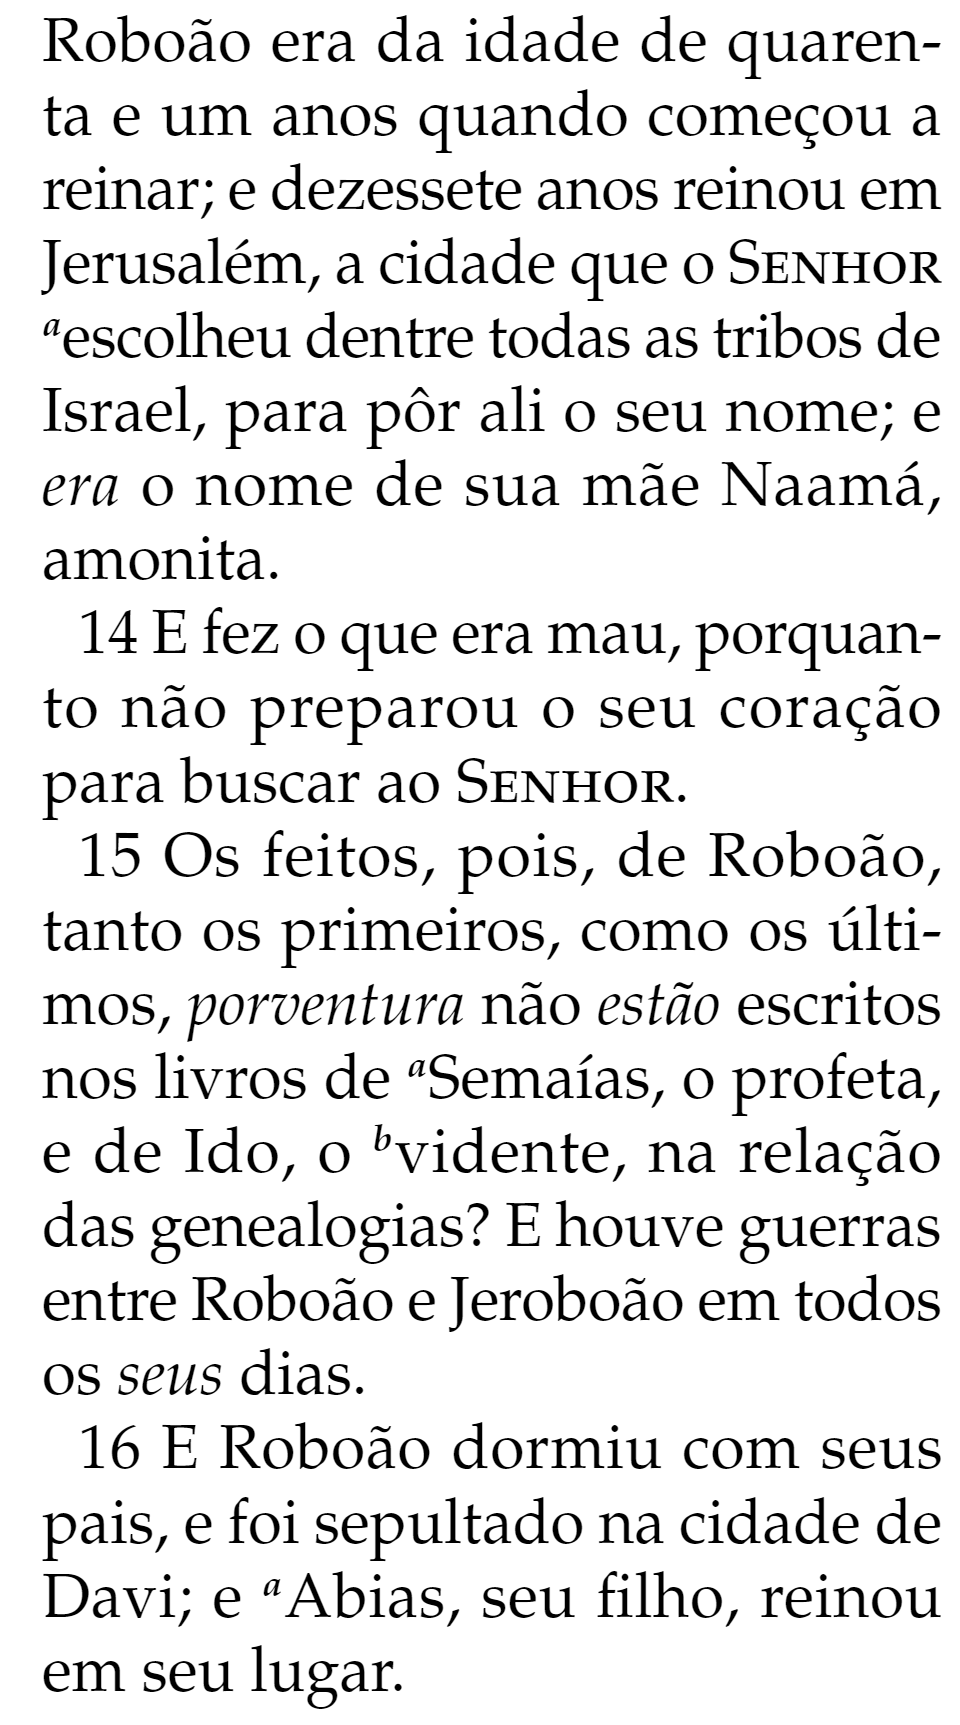 Roboão era da idade de quaren-
ta e um anos quando começou a
reinar; e dezessete anos reinou em
Jerusalém, a cidade que o SENHOR
ᵃescolheu dentre todas as tribos de
Israel, para pôr ali o seu nome; e
era o nome de sua mãe Naamá,
amonita.
14 E fez o que era mau, porquan-
to não preparou o seu coração
para buscar ao SENHOR.
15 Os feitos, pois, de Roboão,
tanto os primeiros, como os últi-
mos, porventura não estão escritos
nos livros de ᵃSemaías, o profeta,
e de Ido, o ᵇvidente, na relação
das genealogias? E houve guerras
entre Roboão e Jeroboão em todos
os seus dias.
16 E Roboão dormiu com seus
pais, e foi sepultado na cidade de
Davi; e ᵃAbias, seu filho, reinou
em seu lugar.